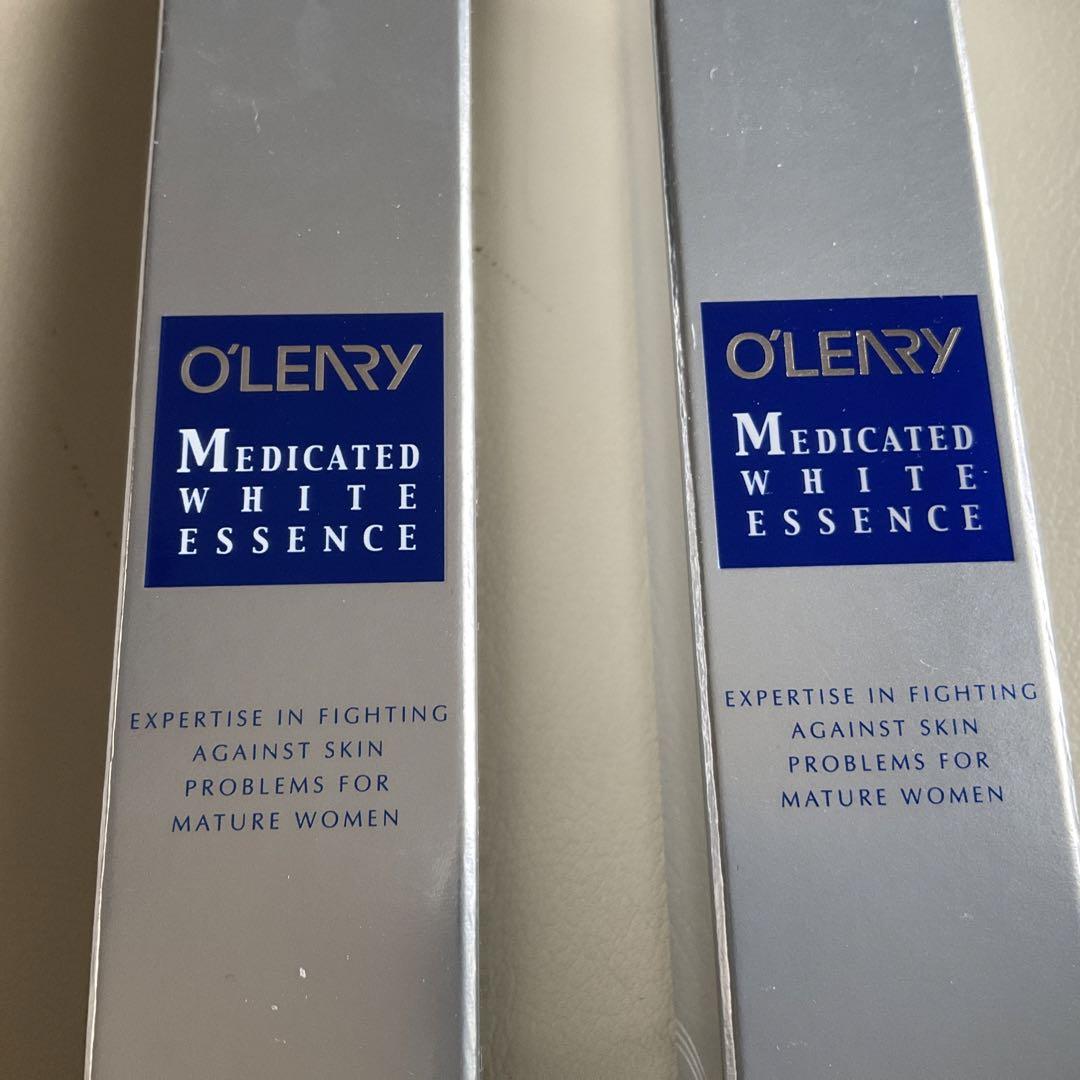 O'LEARY
MEDICATED
WHITE
ESSENCE
EXPERTISE IN FIGHTING
AGAINST SKIN
PROBLEMS FOR
MATURE WOMEN
O'LEARY
MEDICATED
WHITE
ESSENCE
EXPERTISE IN FIGHTING
AGAINST SKIN
PROBLEMS FOR
MATURE WOMEN